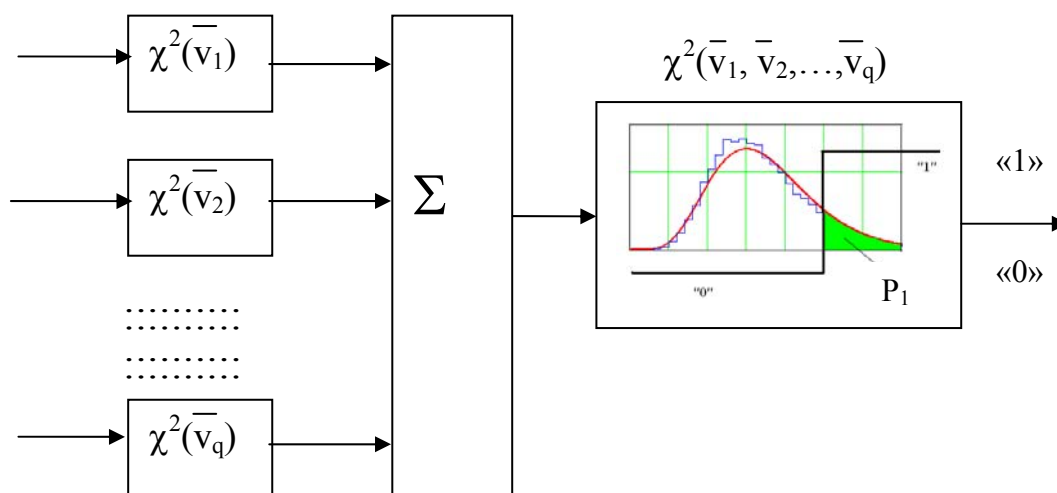 χ²(v̅₁)
χ²(v̅₂)
χ²(v̅q)
Σ
χ²(v̅₁, v̅₂,...,v̅q)
"1"
"0"
P₁
«1»
«0»